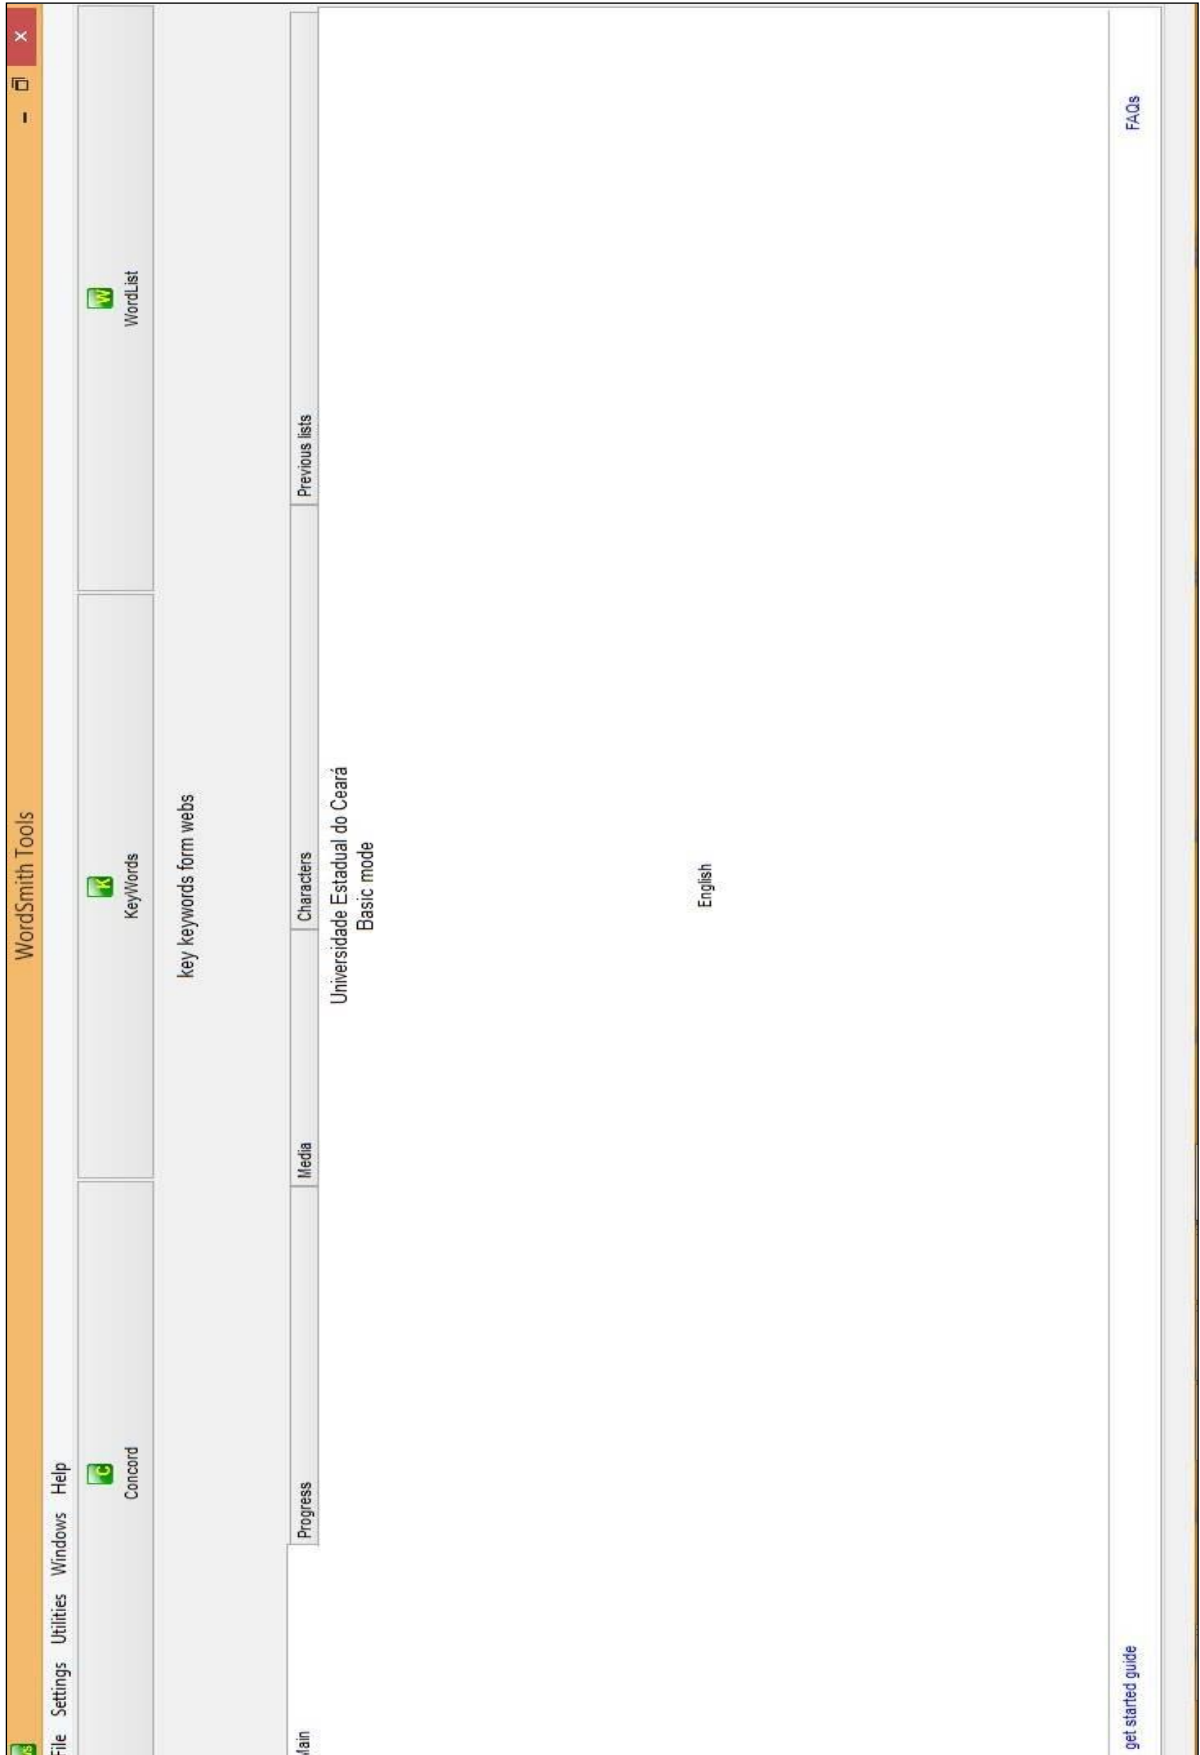 WordSmith Tools
File Settings Utilities Windows Help
C
Concord
K
KeyWords
W
WordList
key keywords form webs
Main Progress Media Characters Previous lists
Universidade Estadual do Ceará
Basic mode
English
get started guide FAQs